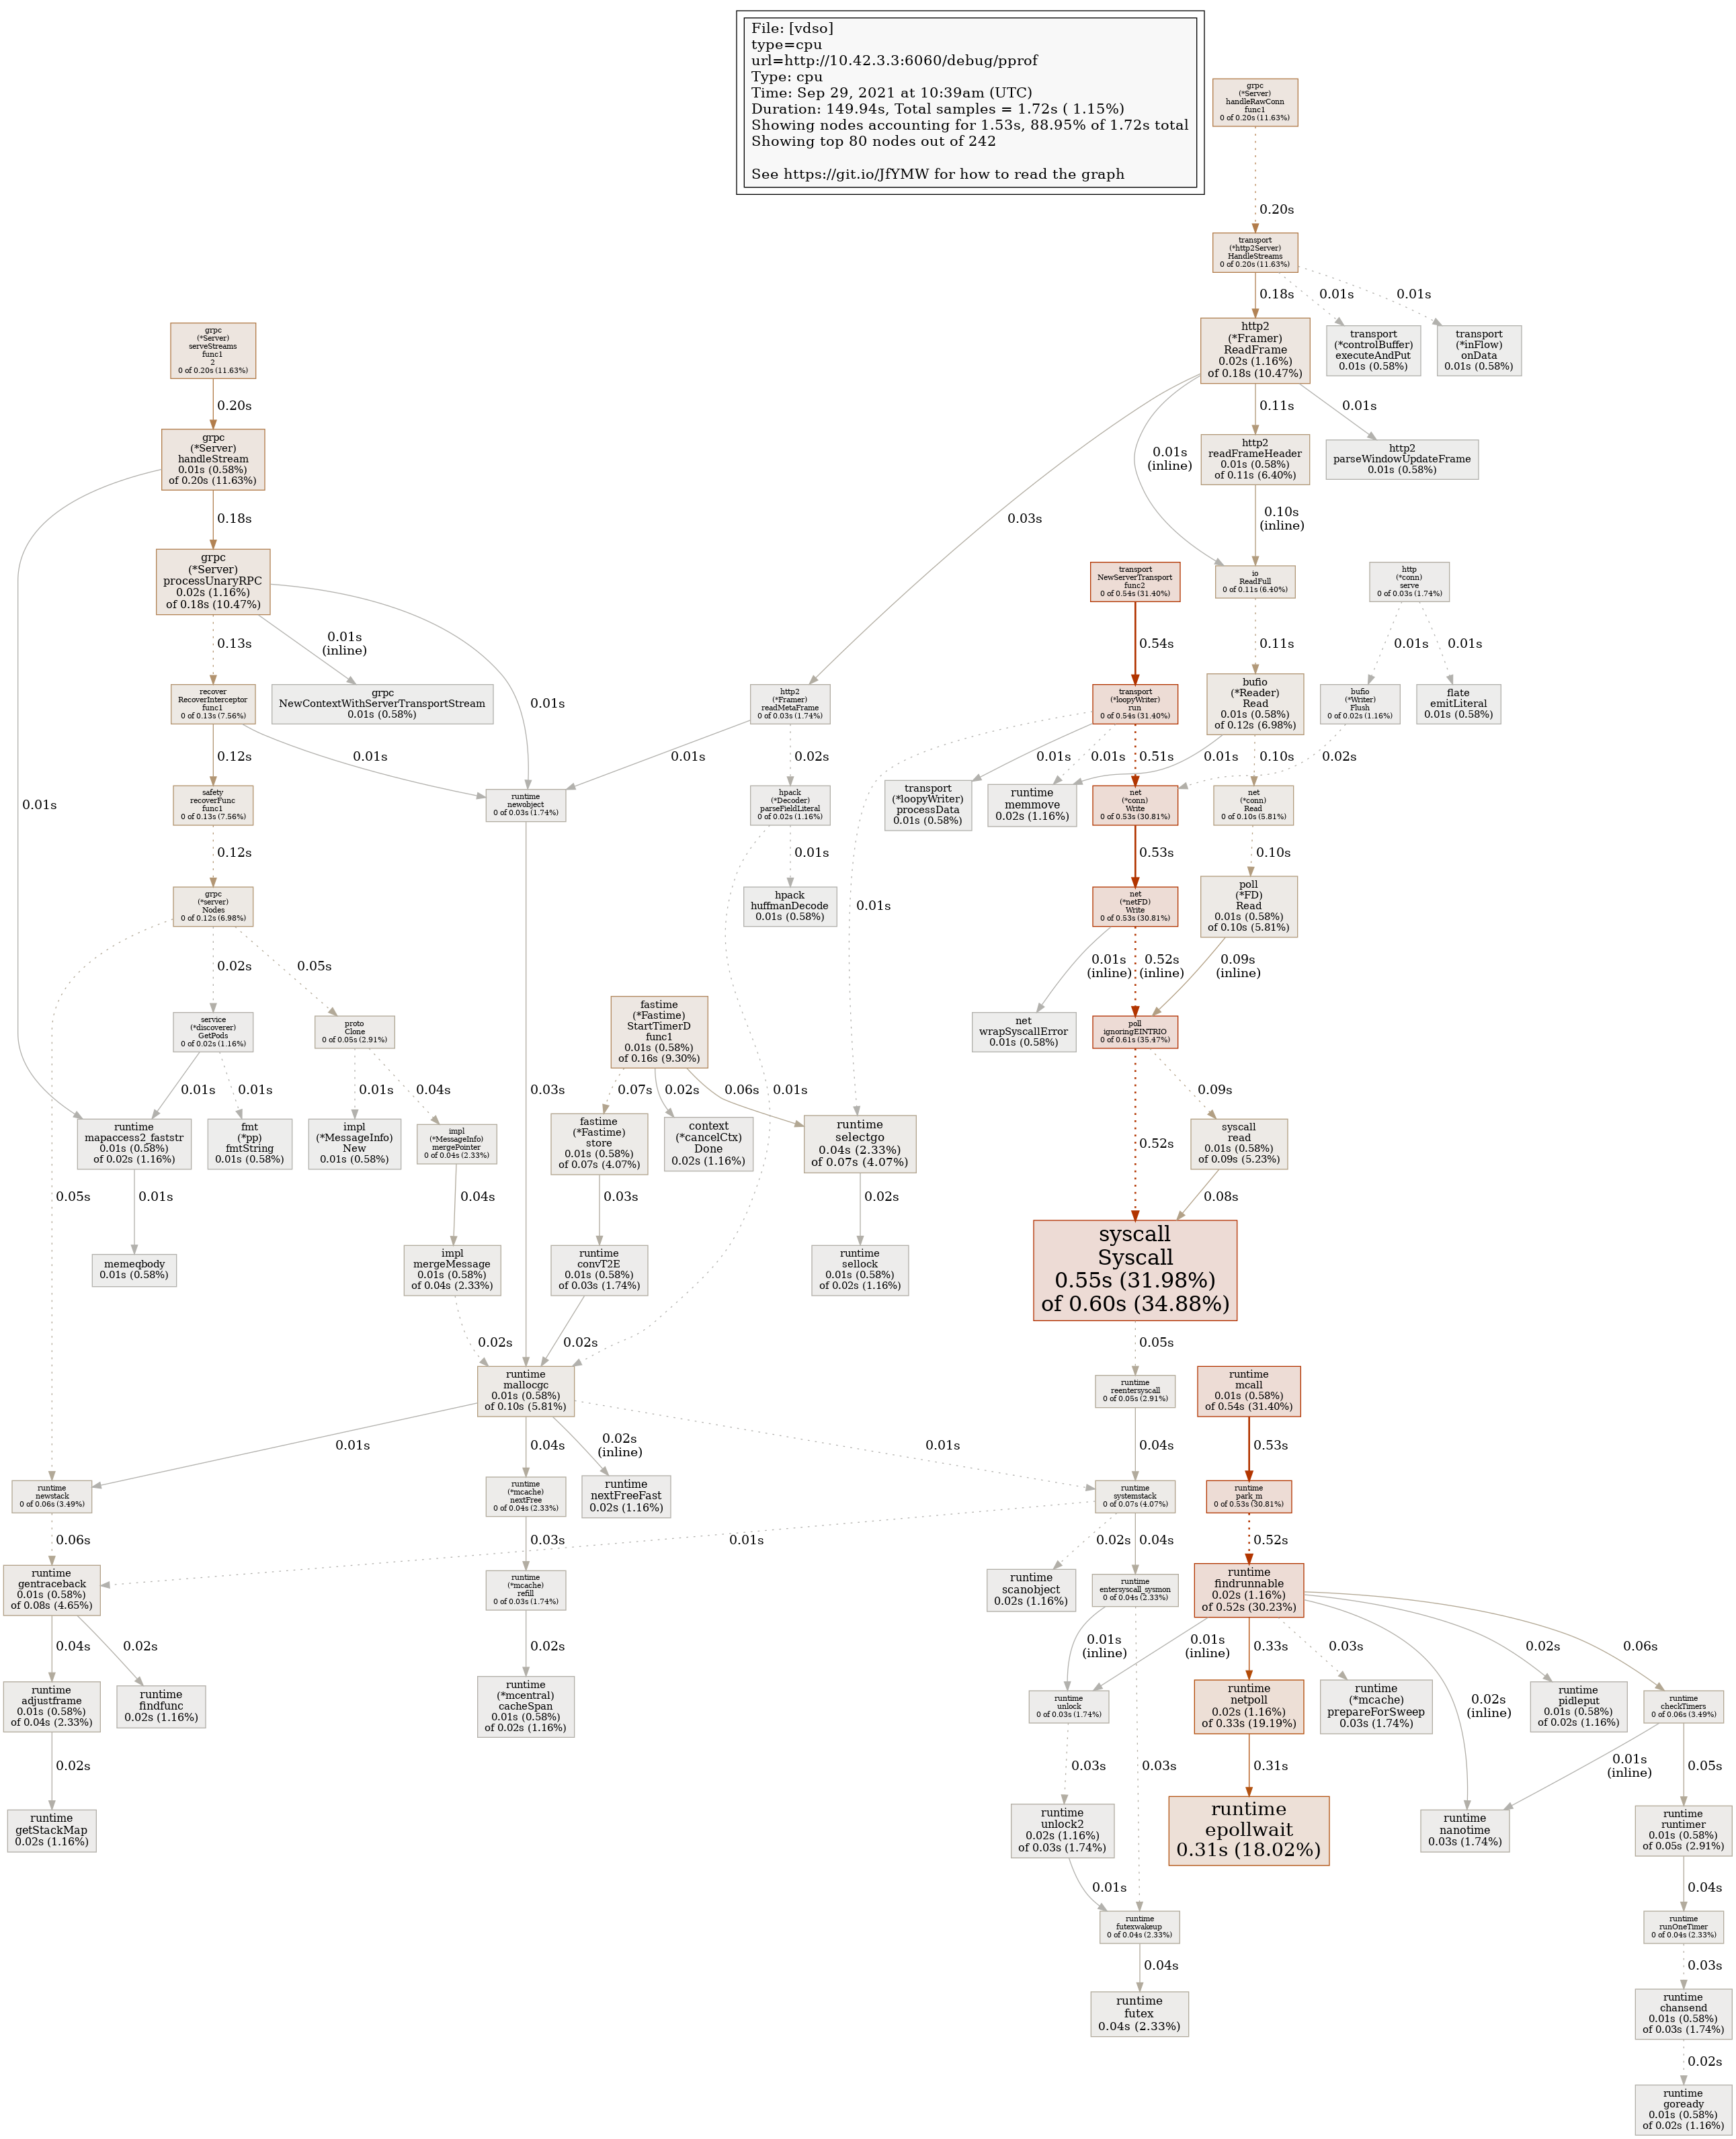 File: [vdso]
type=cpu
url=http://10.42.3.3:6060/debug/pprof
Type: cpu
Time: Sep 29, 2021 at 10:39am (UTC)
Duration: 149.94s, Total samples = 1.72s ( 1.15%)
Showing nodes accounting for 1.53s, 88.95% of 1.72s total
Showing top 80 nodes out of 242
See https://git.io/JfYMW for how to read the graph
grpc
(*Server)
handleRawConn
func1
0 of 0.20s (11.63%)
0.20s
transport
(*http2Server)
HandleStreams
0 of 0.20s (11.63%)
0.18s
0.01s
0.01s
grpc
(*Server)
serveStreams
func1
2
0 of 0.20s (11.63%)
http2
(*Framer)
ReadFrame
0.02s (1.16%)
of 0.18s (10.47%)
transport
(*controlBuffer)
executeAndPut
0.01s (0.58%)
transport
(*inFlow)
onData
0.01s (0.58%)
0.20s
0.11s
0.01s
grpc
(*Server)
handleStream
0.01s (0.58%)
of 0.20s (11.63%)
0.01s
(inline)
http2
readFrameHeader
0.01s (0.58%)
of 0.11s (6.40%)
http2
parseWindowUpdateFrame
0.01s (0.58%)
0.18s
0.03s
0.10s
(inline)
grpc
(*Server)
processUnaryRPC
0.02s (1.16%)
of 0.18s (10.47%)
transport
NewServerTransport
func2
0 of 0.54s (31.40%)
io
ReadFull
0 of 0.11s (6.40%)
http
(*conn)
serve
0 of 0.03s (1.74%)
0.13s
0.01s
(inline)
0.54s
0.11s
0.01s
0.01s
recover
RecoverInterceptor
func1
0 of 0.13s (7.56%)
grpc
NewContextWithServerTransportStream
0.01s (0.58%)
0.01s
http2
(*Framer)
readMetaFrame
0 of 0.03s (1.74%)
transport
(*loopyWriter)
run
0 of 0.54s (31.40%)
bufio
(*Reader)
Read
0.01s (0.58%)
of 0.12s (6.98%)
bufio
(*Writer)
Flush
0 of 0.02s (1.16%)
flate
emitLiteral
0.01s (0.58%)
0.12s
0.01s
0.01s
0.02s
0.01s
0.01s
0.51s
0.01s
0.10s
0.02s
0.01s
safety
recoverFunc
func1
0 of 0.13s (7.56%)
runtime
newobject
0 of 0.03s (1.74%)
hpack
(*Decoder)
parseFieldLiteral
0 of 0.02s (1.16%)
transport
(*loopyWriter)
processData
0.01s (0.58%)
runtime
memmove
0.02s (1.16%)
net
(*conn)
Write
0 of 0.53s (30.81%)
net
(*conn)
Read
0 of 0.10s (5.81%)
0.12s
0.01s
0.53s
0.10s
grpc
(*server)
Nodes
0 of 0.12s (6.98%)
hpack
huffmanDecode
0.01s (0.58%)
0.01s
net
(*netFD)
Write
0 of 0.53s (30.81%)
poll
(*FD)
Read
0.01s (0.58%)
of 0.10s (5.81%)
0.02s
0.05s
0.01s
(inline)
0.52s
(inline)
0.09s
(inline)
service
(*discoverer)
GetPods
0 of 0.02s (1.16%)
proto
Clone
0 of 0.05s (2.91%)
fastime
(*Fastime)
StartTimerD
func1
0.01s (0.58%)
of 0.16s (9.30%)
net
wrapSyscallError
0.01s (0.58%)
poll
ignoringEINTRIO
0 of 0.61s (35.47%)
0.01s
0.01s
0.01s
0.04s
0.03s
0.07s
0.02s
0.06s
0.01s
0.09s
runtime
mapaccess2_faststr
0.01s (0.58%)
of 0.02s (1.16%)
fmt
(*pp)
fmtString
0.01s (0.58%)
impl
(*MessageInfo)
New
0.01s (0.58%)
impl
(*MessageInfo)
mergePointer
0 of 0.04s (2.33%)
fastime
(*Fastime)
store
0.01s (0.58%)
of 0.07s (4.07%)
context
(*cancelCtx)
Done
0.02s (1.16%)
runtime
selectgo
0.04s (2.33%)
of 0.07s (4.07%)
0.52s
syscall
read
0.01s (0.58%)
of 0.09s (5.23%)
0.05s
0.01s
0.04s
0.03s
0.02s
0.08s
memeqbody
0.01s (0.58%)
impl
mergeMessage
0.01s (0.58%)
of 0.04s (2.33%)
runtime
convT2E
0.01s (0.58%)
of 0.03s (1.74%)
runtime
sellock
0.01s (0.58%)
of 0.02s (1.16%)
syscall
Syscall
0.55s (31.98%)
of 0.60s (34.88%)
0.02s
0.02s
0.05s
runtime
mallocgc
0.01s (0.58%)
of 0.10s (5.81%)
runtime
reentersyscall
0 of 0.05s (2.91%)
runtime
mcall
0.01s (0.58%)
of 0.54s (31.40%)
0.01s
0.04s
0.02s
(inline)
0.01s
0.04s
0.53s
runtime
newstack
0 of 0.06s (3.49%)
runtime
(*mcache)
nextFree
0 of 0.04s (2.33%)
runtime
nextFreeFast
0.02s (1.16%)
runtime
systemstack
0 of 0.07s (4.07%)
runtime
park_m
0 of 0.53s (30.81%)
0.06s
0.03s
0.01s
0.02s
0.04s
0.52s
runtime
gentraceback
0.01s (0.58%)
of 0.08s (4.65%)
runtime
(*mcache)
refill
0 of 0.03s (1.74%)
runtime
scanobject
0.02s (1.16%)
runtime
entersyscall_sysmon
0 of 0.04s (2.33%)
runtime
findrunnable
0.02s (1.16%)
of 0.52s (30.23%)
0.04s
0.02s
0.02s
0.01s
(inline)
0.01s
(inline)
0.33s
0.03s
0.02s
0.06s
runtime
adjustframe
0.01s (0.58%)
of 0.04s (2.33%)
runtime
findfunc
0.02s (1.16%)
runtime
(*mcentral)
cacheSpan
0.01s (0.58%)
of 0.02s (1.16%)
runtime
unlock
0 of 0.03s (1.74%)
runtime
netpoll
0.02s (1.16%)
of 0.33s (19.19%)
runtime
(*mcache)
prepareForSweep
0.03s (1.74%)
0.02s
(inline)
runtime
pidleput
0.01s (0.58%)
of 0.02s (1.16%)
runtime
checkTimers
0 of 0.06s (3.49%)
0.02s
0.03s
0.03s
0.31s
0.01s
(inline)
0.05s
runtime
getStackMap
0.02s (1.16%)
runtime
unlock2
0.02s (1.16%)
of 0.03s (1.74%)
runtime
epollwait
0.31s (18.02%)
runtime
nanotime
0.03s (1.74%)
runtime
runtimer
0.01s (0.58%)
of 0.05s (2.91%)
0.01s
0.04s
runtime
futexwakeup
0 of 0.04s (2.33%)
runtime
runOneTimer
0 of 0.04s (2.33%)
0.04s
0.03s
runtime
futex
0.04s (2.33%)
runtime
chansend
0.01s (0.58%)
of 0.03s (1.74%)
0.02s
runtime
goready
0.01s (0.58%)
of 0.02s (1.16%)